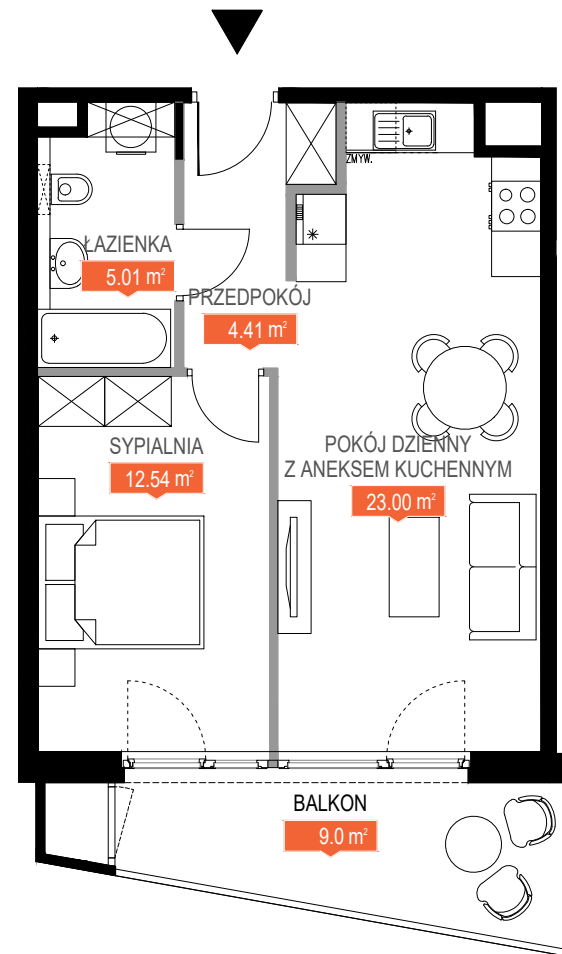 ZMYW.
ŁAZIENKA
5.01 m²
PRZEDPOKÓJ
4.41 m²
SYPIALNIA
12.54 m²
POKÓJ DZIENNY
Z ANEKSEM KUCHENNYM
23.00 m²
BALKON
9.0 m²